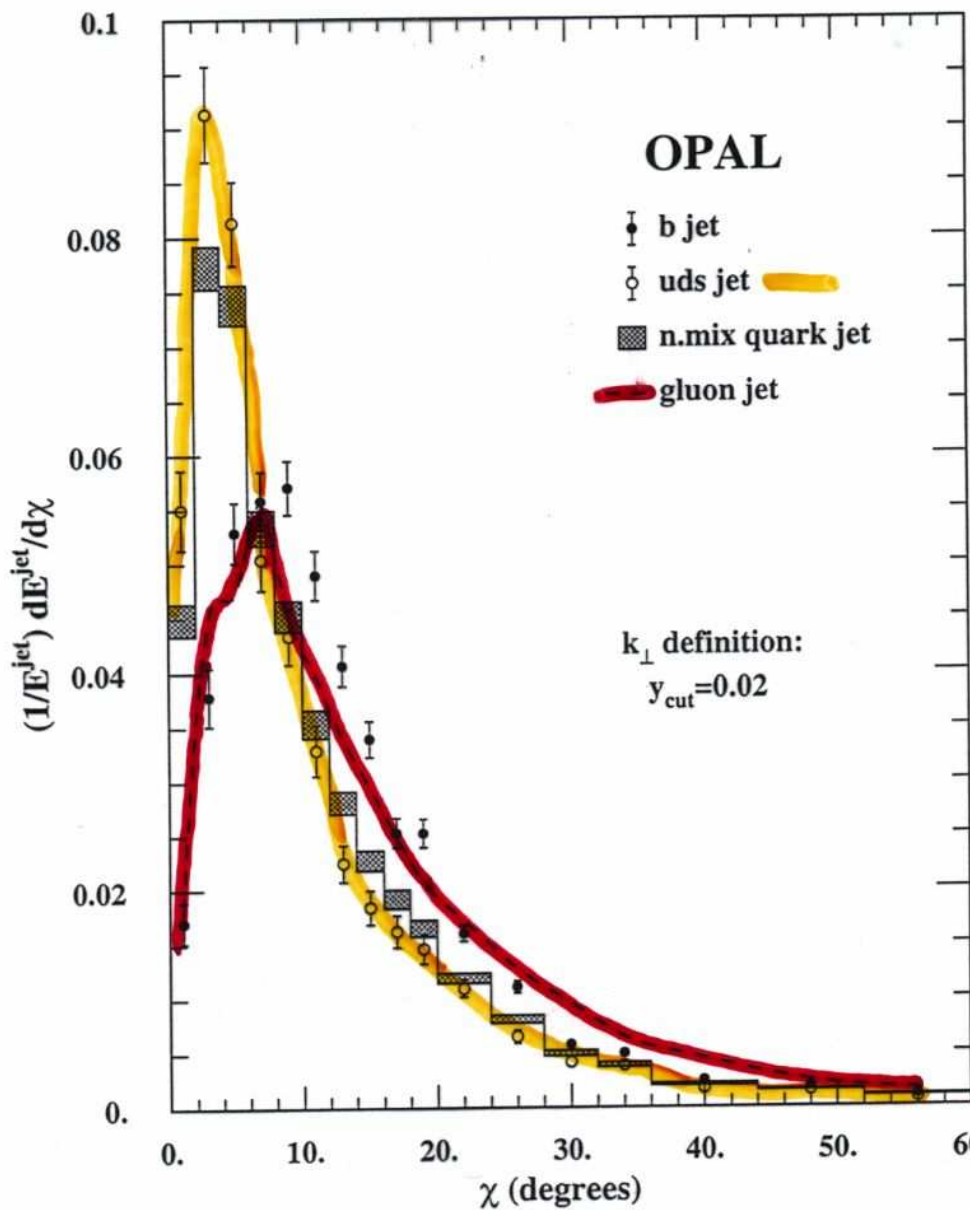 0.1
OPAL
b jet
uds jet
n.mix quark jet
gluon jet
k⊥ definition:
y_cut=0.02
0.08
0.06
0.04
0.02
0.
(1/E^jet) dE^jet/dχ
0. 10. 20. 30. 40. 50. 60
χ (degrees)